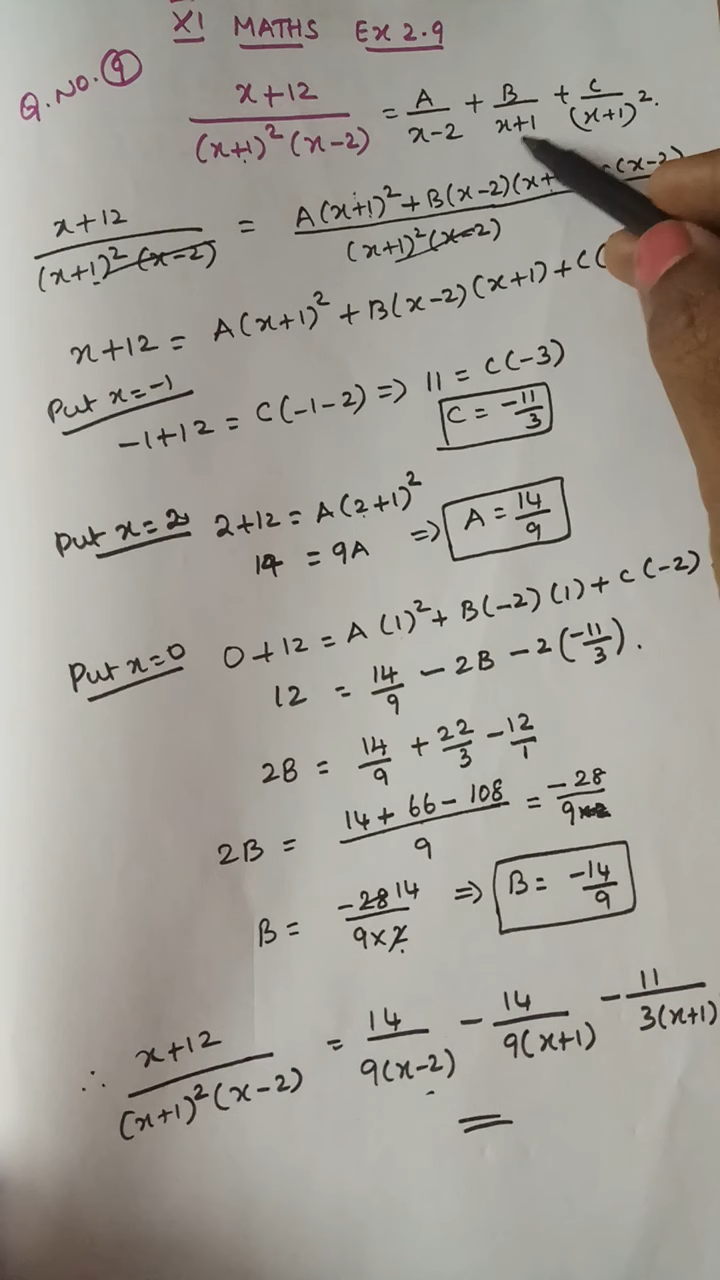 XI MATHS Ex 2.9
Q.NO. 9
x+12/(x+1)²(x-2) = A/x-2 + B/x+1 + C/(x+1)².
x+12/(x+1)²(x-2) = A(x+1)²+B(x-2)(x+ (x-2)/(x+1)²(x-2)
x+12 = A(x+1)²+B(x-2)(x+1)+C(
Put x=-1
-1+12 = C(-1-2) => 11 = C(-3)
C = -11/3
Put x=2 2+12 = A(2+1)²
14 = 9A => A = 14/9
Put x=0 0+12 = A(1)²+B(-2)(1)+C(-2)
12 = 14/9 - 2B - 2(-11/3).
2B = 14/9 + 22/3 - 12/1
2B = 14+66-108/9 = -28/9
B = -28 14/9×2 => B = -14/9
∴ x+12/(x+1)²(x-2) = 14/9(x-2) - 14/9(x+1) - 11/3(x+1)